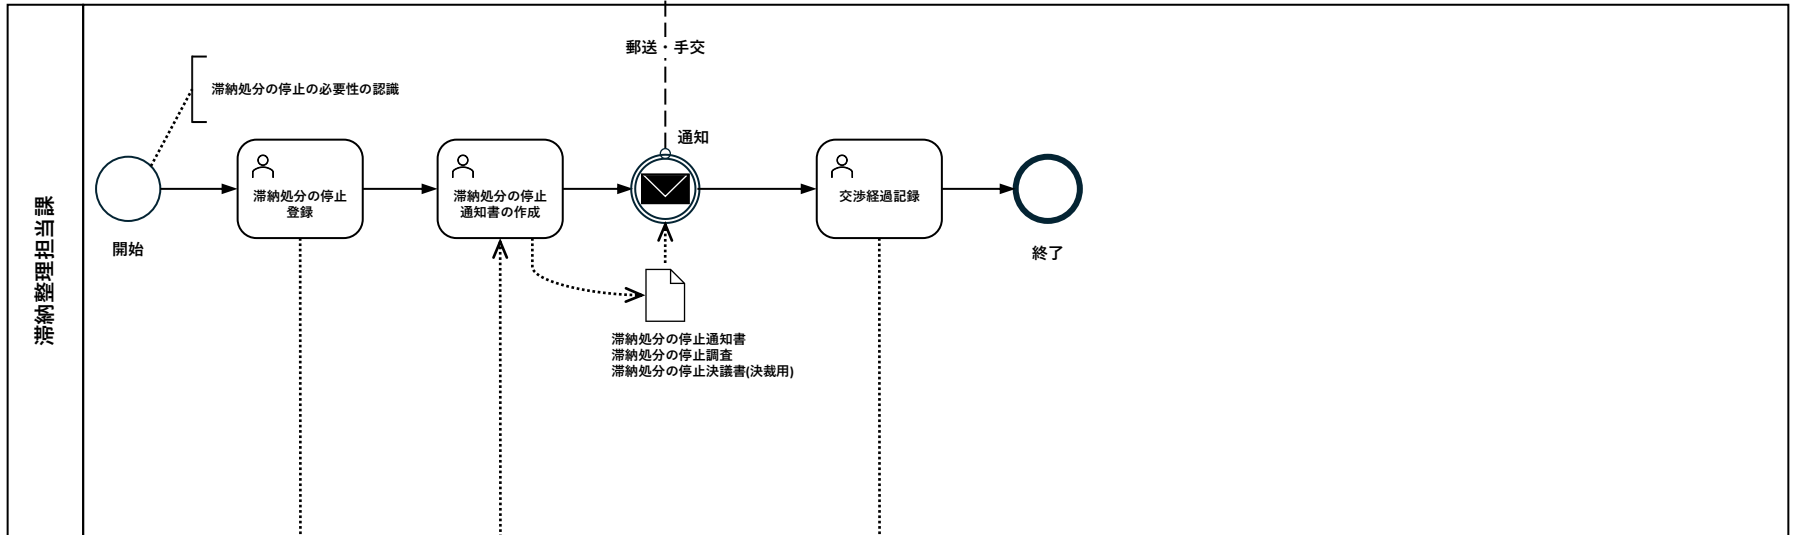 郵送・手交
滞納処分の停止の必要性の認識
通知
滞納整理担当課
開始
滞納処分の停止
登録
滞納処分の停止
通知書の作成
交渉経過記録
終了
滞納処分の停止通知書
滞納処分の停止調査
滞納処分の停止決議書(決裁用)